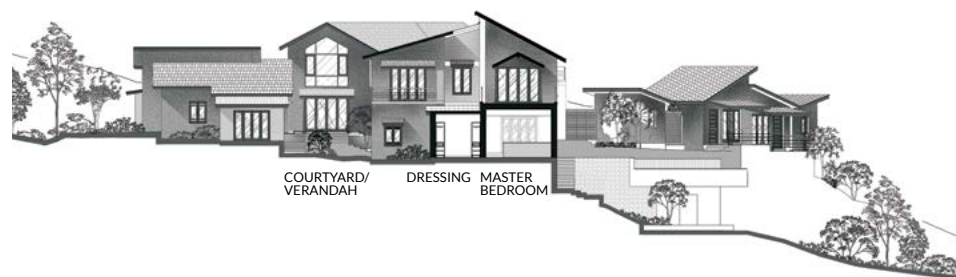 COURTYARD/
VERANDAH
DRESSING
MASTER
BEDROOM